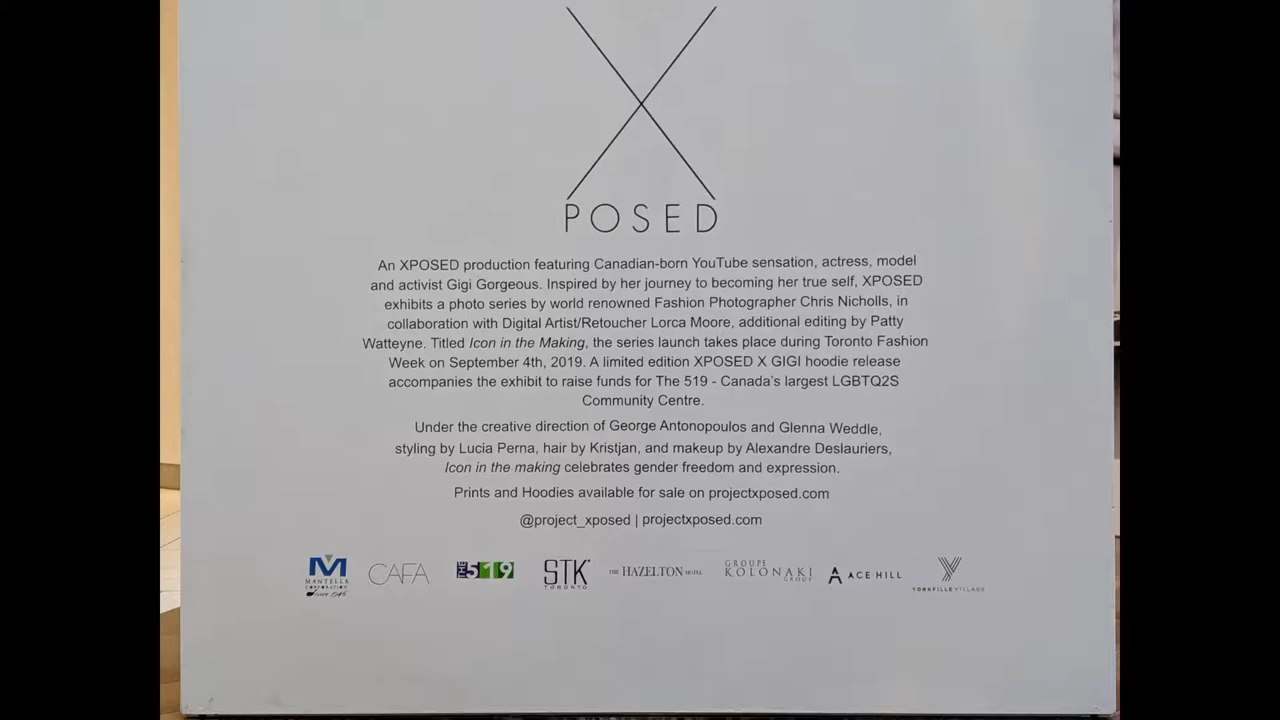 X
POSED
An XPOSED production featuring Canadian-born YouTube sensation, actress, model
and activist Gigi Gorgeous. Inspired by her journey to becoming her true self, XPOSED
exhibits a photo series by world renowned Fashion Photographer Chris Nicholls, in
collaboration with Digital Artist/Retoucher Lorca Moore, additional editing by Patty
Watteyne. Titled Icon in the Making, the series launch takes place during Toronto Fashion
Week on September 4th, 2019. A limited edition XPOSED X GIGI hoodie release
accompanies the exhibit to raise funds for The 519 - Canada's largest LGBTQ2S
Community Centre.
Under the creative direction of George Antonopoulos and Glenna Weddle,
styling by Lucia Perna, hair by Kristjan, and makeup by Alexandre Deslauriers,
Icon in the making celebrates gender freedom and expression.
Prints and Hoodies available for sale on projectxposed.com
@project_xposed | projectxposed.com
M
MANTELLA
CORPORATION
Since 1946
CAFA
THE 519
STK
TORONTO
THE HAZELTON HOTEL
GROUPE
KOLONAKI
GROUP
ACE HILL
YORKVILLE VILLAGE